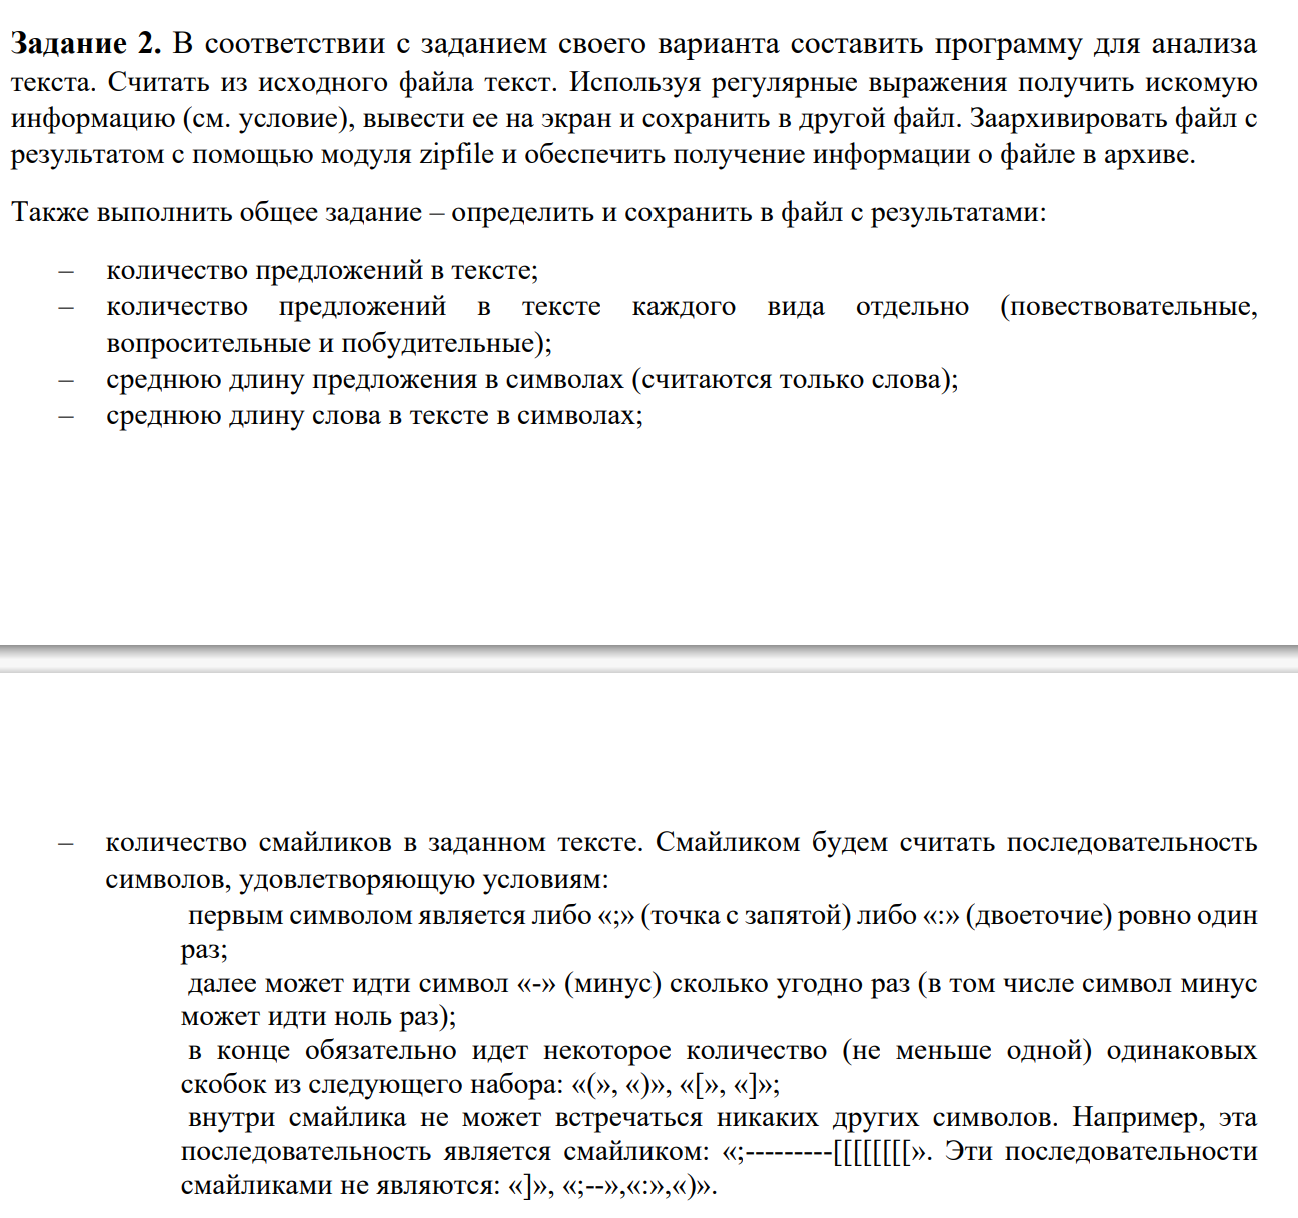 Задание 2. В соответствии с заданием своего варианта составить программу для анализа
текста. Считать из исходного файла текст. Используя регулярные выражения получить искомую
информацию (см. условие), вывести ее на экран и сохранить в другой файл. Заархивировать файл с
результатом с помощью модуля zipfile и обеспечить получение информации о файле в архиве.
Также выполнить общее задание – определить и сохранить в файл с результатами:
– количество предложений в тексте;
– количество предложений в тексте каждого вида отдельно (повествовательные,
вопросительные и побудительные);
– среднюю длину предложения в символах (считаются только слова);
– среднюю длину слова в тексте в символах;
– количество смайликов в заданном тексте. Смайликом будем считать последовательность
символов, удовлетворяющую условиям:
первым символом является либо «;» (точка с запятой) либо «:» (двоеточие) ровно один
раз;
далее может идти символ «-» (минус) сколько угодно раз (в том числе символ минус
может идти ноль раз);
в конце обязательно идет некоторое количество (не меньше одной) одинаковых
скобок из следующего набора: «(», «)», «[», «]»;
внутри смайлика не может встречаться никаких других символов. Например, эта
последовательность является смайликом: «;---------[[[[[[[[». Эти последовательности
смайликами не являются: «]», «;--»,«:»,«)».